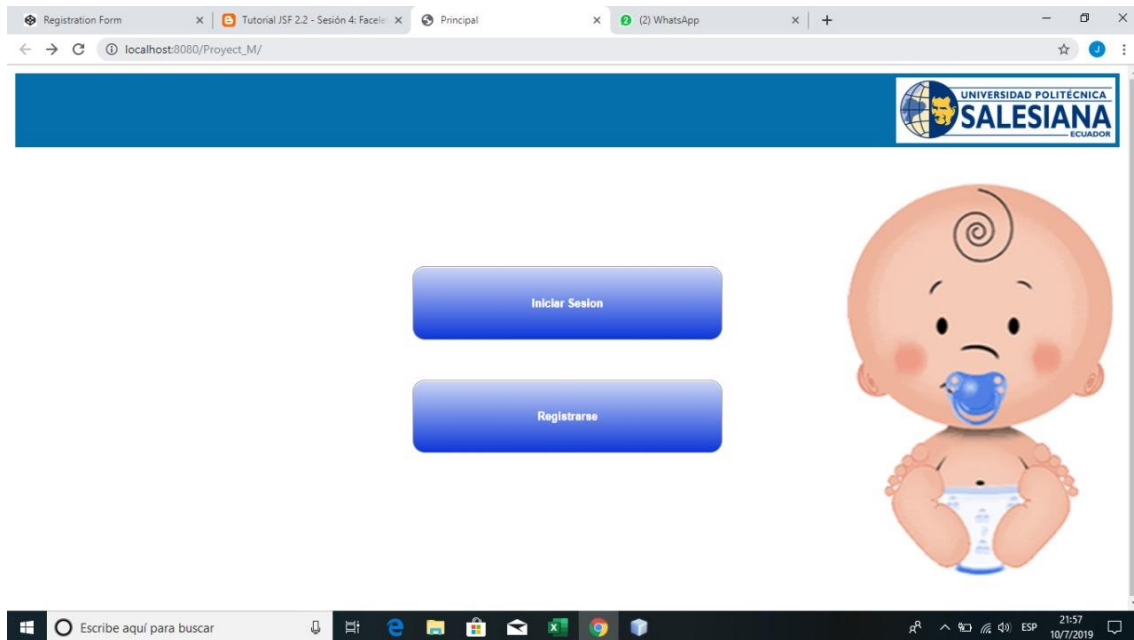 Registration Form
Tutorial JSF 2.2 - Sesión 4: Facele
Principal
(2) WhatsApp
localhost:8080/Proyect_M/
J
UNIVERSIDAD POLITÉCNICA
SALESIANA
ECUADOR
Iniciar Sesion
Registrarse
Escribe aquí para buscar
ESP
21:57
10/7/2019